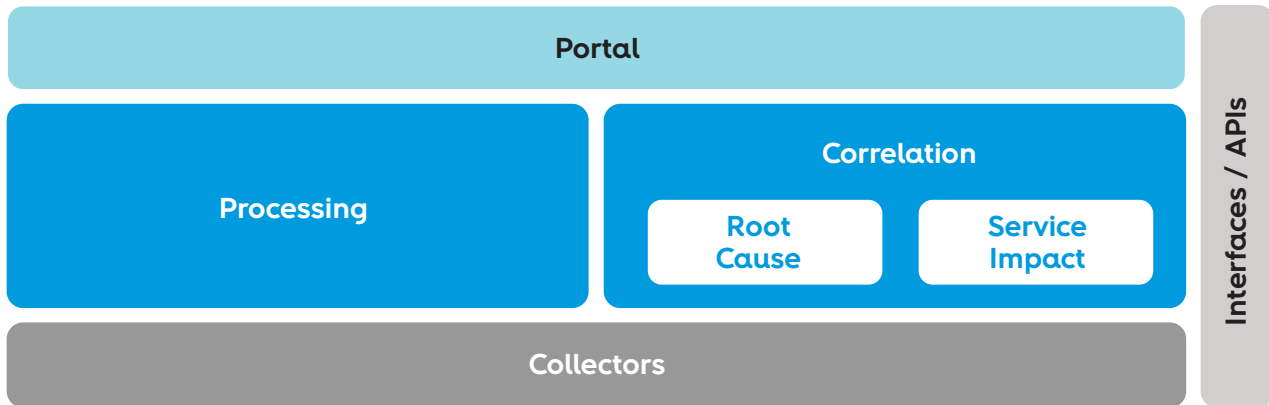 Portal
Processing
Correlation
Root
Cause
Service
Impact
Collectors
Interfaces / APIs